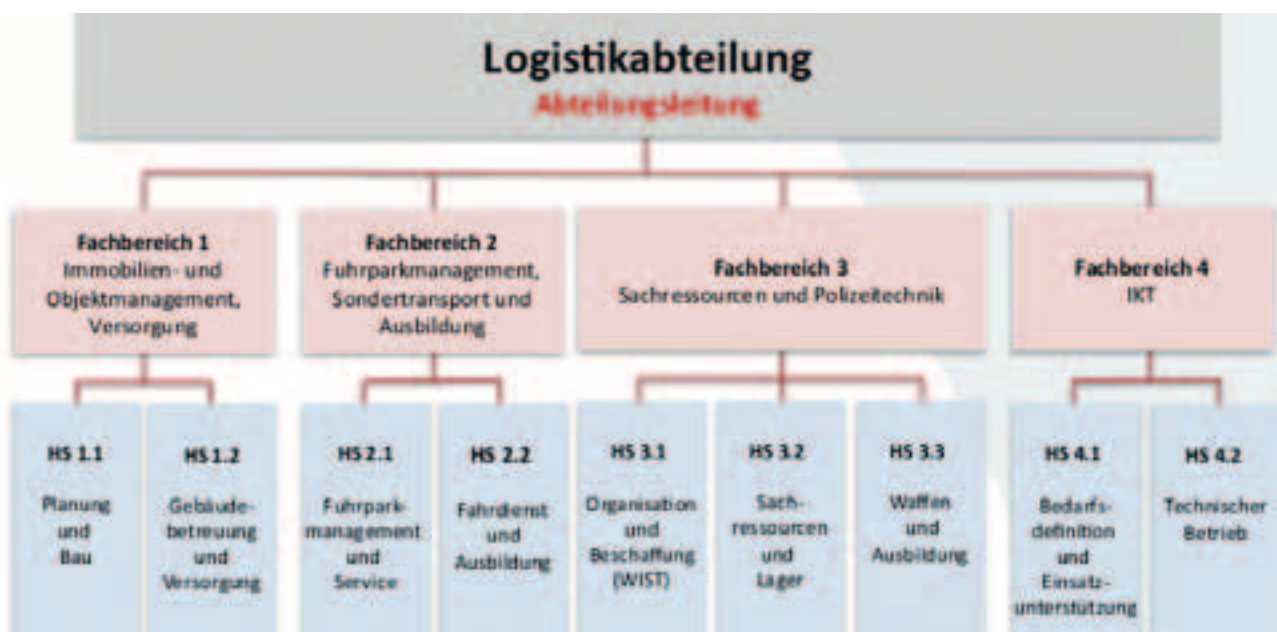 Logistikabteilung
Abteilungsleitung
Fachbereich 1
Immobilien- und
Objektmanagement,
Versorgung
Fachbereich 2
Fuhrparkmanagement,
Sondertransport und
Ausbildung
Fachbereich 3
Sachressourcen und Polizeitechnik
Fachbereich 4
IKT
HS 1.1
Planung
und
Bau
HS 1.2
Gebäude-
betreuung
und
Versorgung
HS 2.1
Fuhrpark-
management
und
Service
HS 2.2
Fahrdienst
und
Ausbildung
HS 3.1
Organisation
und
Beschaffung
(WIST)
HS 3.2
Sach-
ressourcen
und
Lager
HS 3.3
Waffen
und
Ausbildung
HS 4.1
Bedarfs-
definition
und
Einsatz-
unterstützung
HS 4.2
Technischer
Betrieb